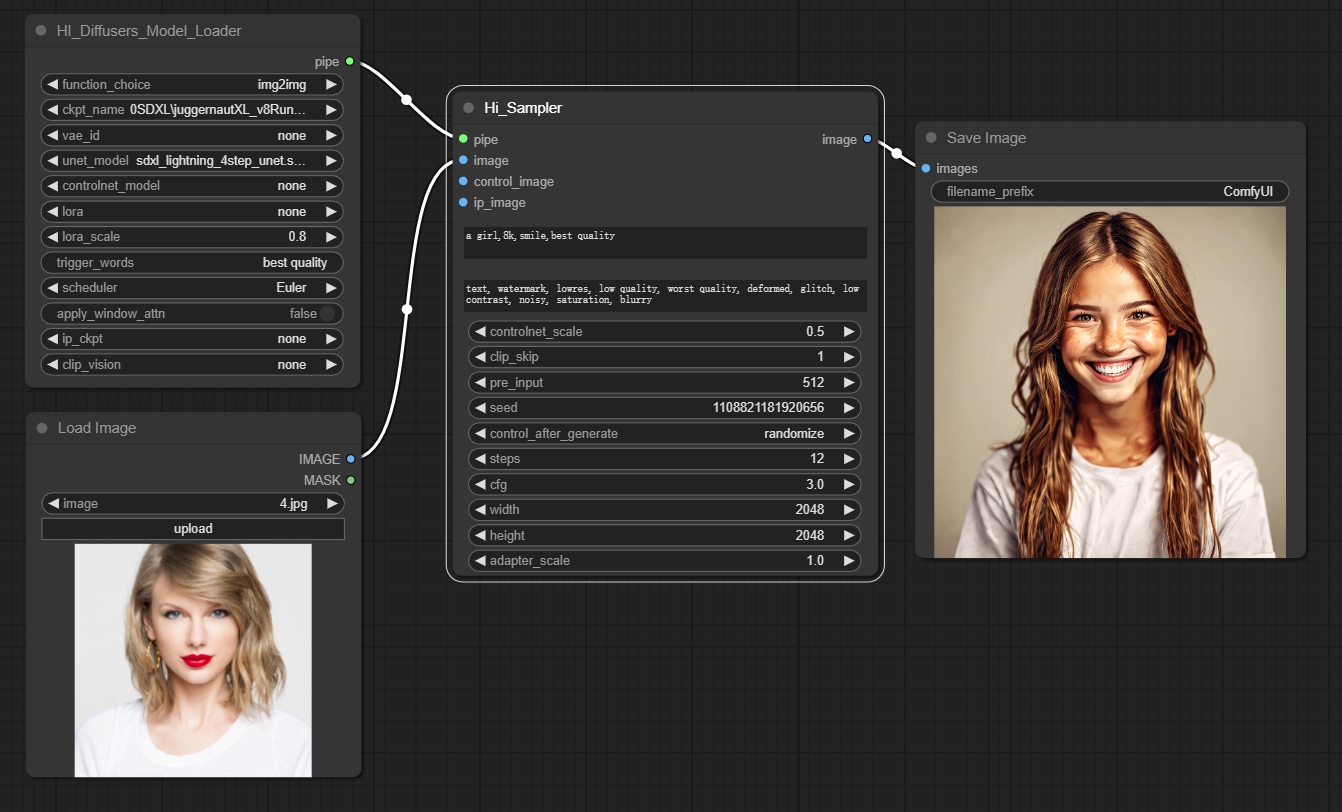 HI_Diffusers_Model_Loader
pipe
function_choice img2img
ckpt_name 0SDXL\juggernautXL_v8Run...
vae_id none
unet_model sdxl_lightning_4step_unet.s...
controlnet_model none
lora none
lora_scale 0.8
trigger_words best quality
scheduler Euler
apply_window_attn false
ip_ckpt none
clip_vision none
Load Image
IMAGE
MASK
image 4.jpg
upload
Hi_Sampler
pipe image
image
control_image
ip_image
a girl,8k,smile,best quality
text, watermark, lowres, low quality, worst quality, deformed, glitch, low
contrast, noisy, saturation, blurry
controlnet_scale 0.5
clip_skip 1
pre_input 512
seed 1108821181920656
control_after_generate randomize
steps 12
cfg 3.0
width 2048
height 2048
adapter_scale 1.0
Save Image
images
filename_prefix ComfyUI